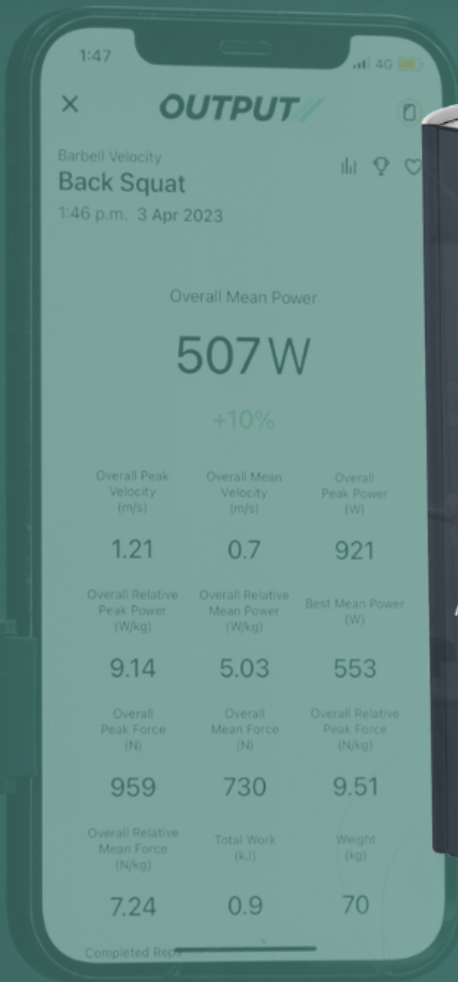 1:47
4G
OUTPUT
Barbell Velocity
Back Squat
1:46 p.m. 3 Apr 2023
Overall Mean Power
507 W
+10%
Overall Peak Velocity (m/s)
Overall Mean Velocity (m/s)
Overall Peak Power (W)
1.21
0.7
921
Overall Relative Peak Power (W/kg)
Overall Relative Mean Power (W/kg)
Best Mean Power (W)
9.14
5.03
553
Overall Peak Force (N)
Overall Mean Force (N)
Overall Relative Peak Force (N/kg)
959
730
9.51
Overall Relative Mean Force (N/kg)
Total Work (kJ)
Weight (kg)
7.24
0.9
70
Completed Reps